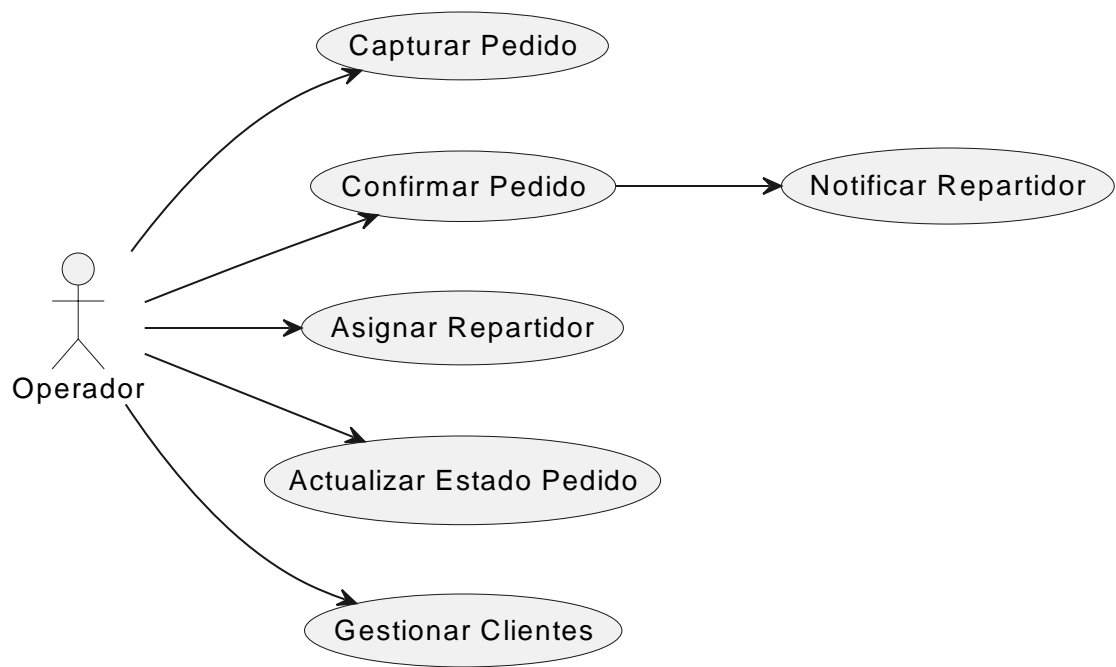 Capturar Pedido
Confirmar Pedido
Notificar Repartidor
Asignar Repartidor
Operador
Actualizar Estado Pedido
Gestionar Clientes